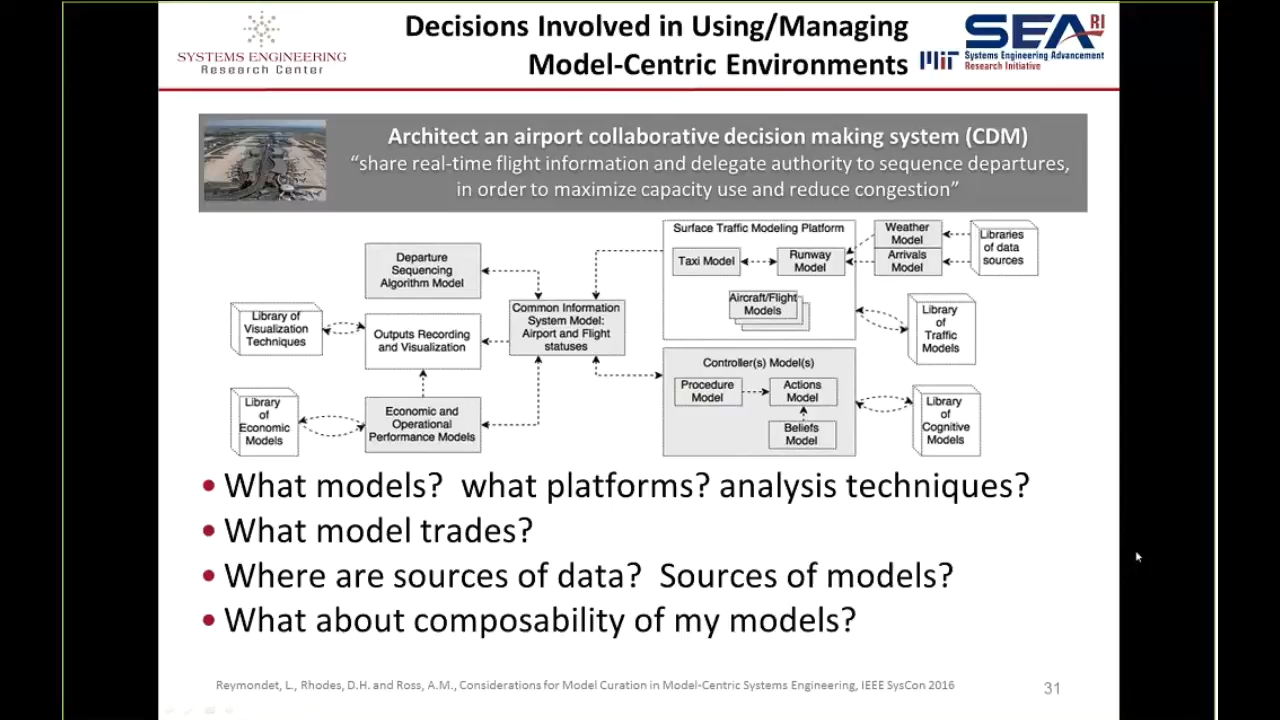 SYSTEMS ENGINEERING
Research Center
Decisions Involved in Using/Managing
Model-Centric Environments
SEARI
MIT
Systems Engineering Advancement
Research Initiative
Architect an airport collaborative decision making system (CDM)
“share real-time flight information and delegate authority to sequence departures,
in order to maximize capacity use and reduce congestion”
Departure
Sequencing
Algorithm Model
Library of
Visualization
Techniques
Outputs Recording
and Visualization
Library
of
Economic
Models
Economic and
Operational
Performance Models
Common Information
System Model:
Airport and Flight
statuses
Surface Traffic Modeling Platform
Taxi Model
Runway
Model
Aircraft/Flight
Models
Weather
Model
Arrivals
Model
Libraries
of data
sources
Library
of
Traffic
Models
Controller(s) Model(s)
Procedure
Model
Actions
Model
Beliefs
Model
Library
of
Cognitive
Models
• What models? what platforms? analysis techniques?
• What model trades?
• Where are sources of data? Sources of models?
• What about composability of my models?
Reymondet, L., Rhodes, D.H. and Ross, A.M., Considerations for Model Curation in Model-Centric Systems Engineering, IEEE SysCon 2016
31